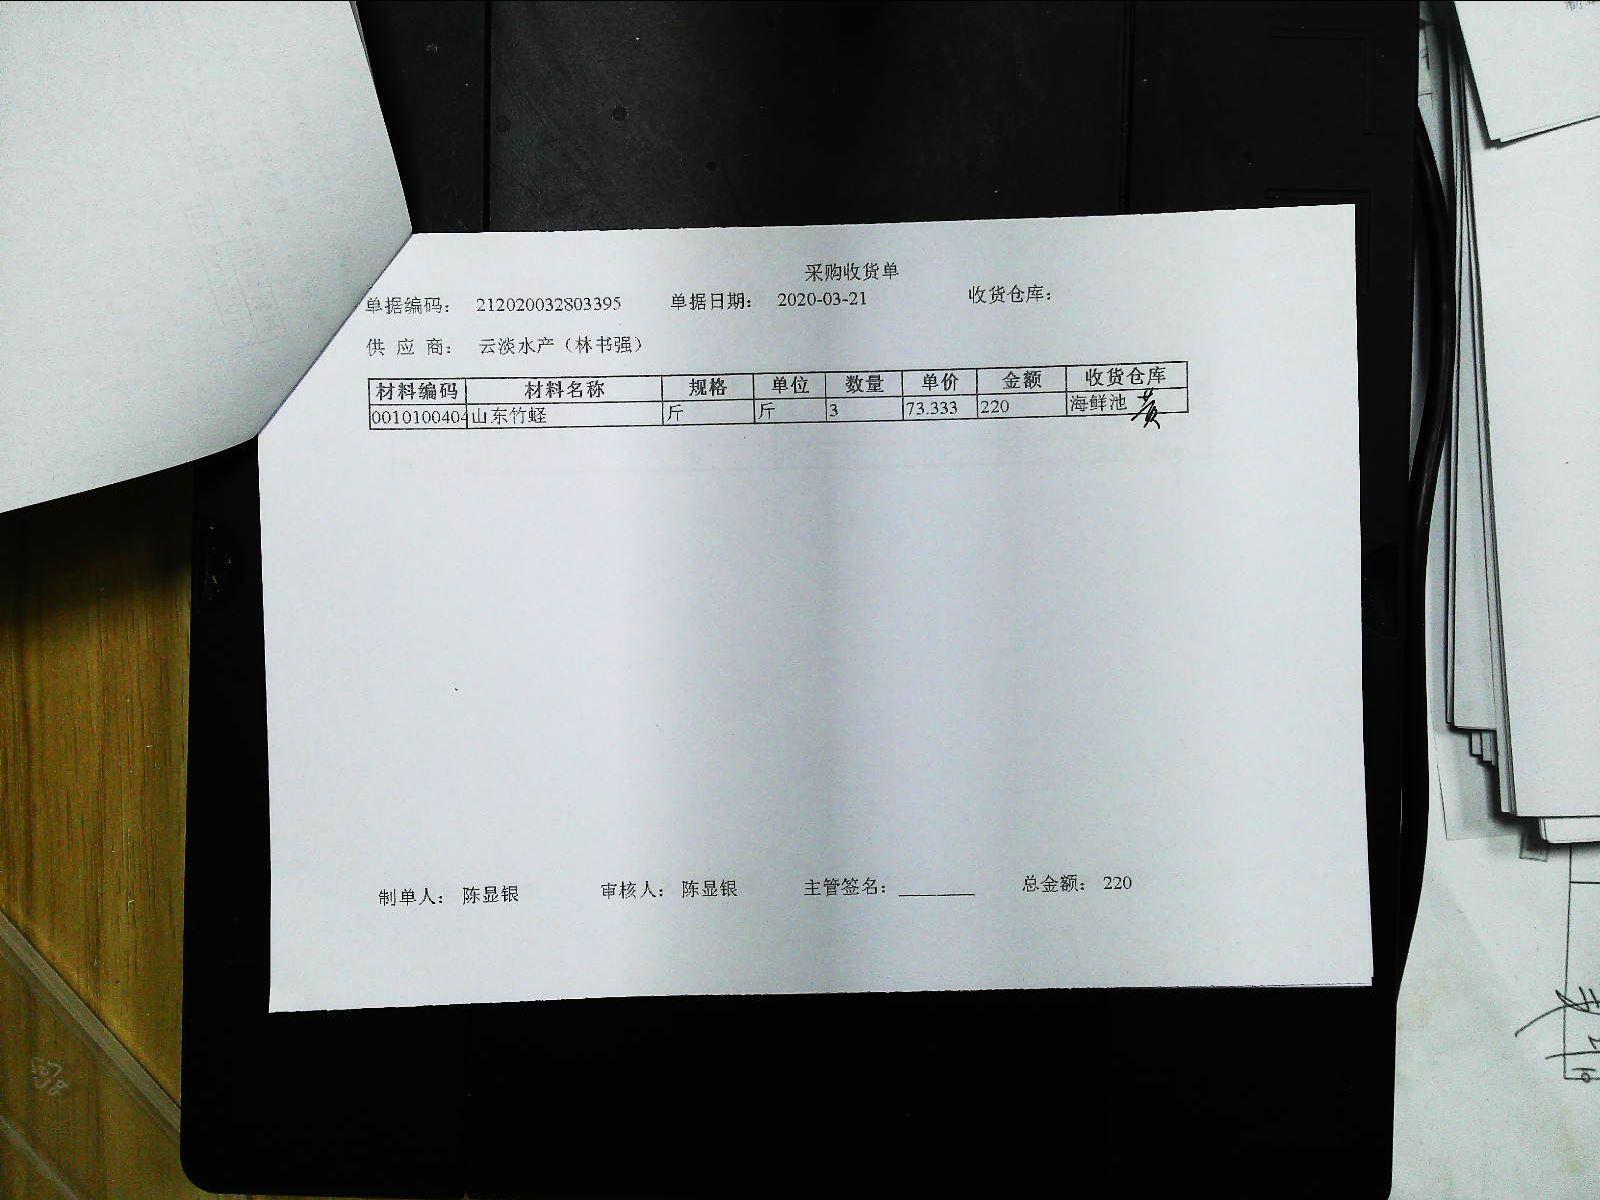 采购收货单
单据编码： 212020032803395 单据日期： 2020-03-21 收货仓库：
供 应 商： 云淡水产（林书强）
材料编码 材料名称 规格 单位 数量 单价 金额 收货仓库
0010100404 山东竹蛏 斤 斤 3 73.333 220 海鲜池 黄
制单人： 陈显银 审核人： 陈显银 主管签名： ________ 总金额： 220